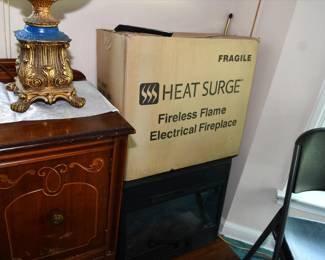 FRAGILE
HEAT SURGE
Fireless Flame
Electrical Fireplace